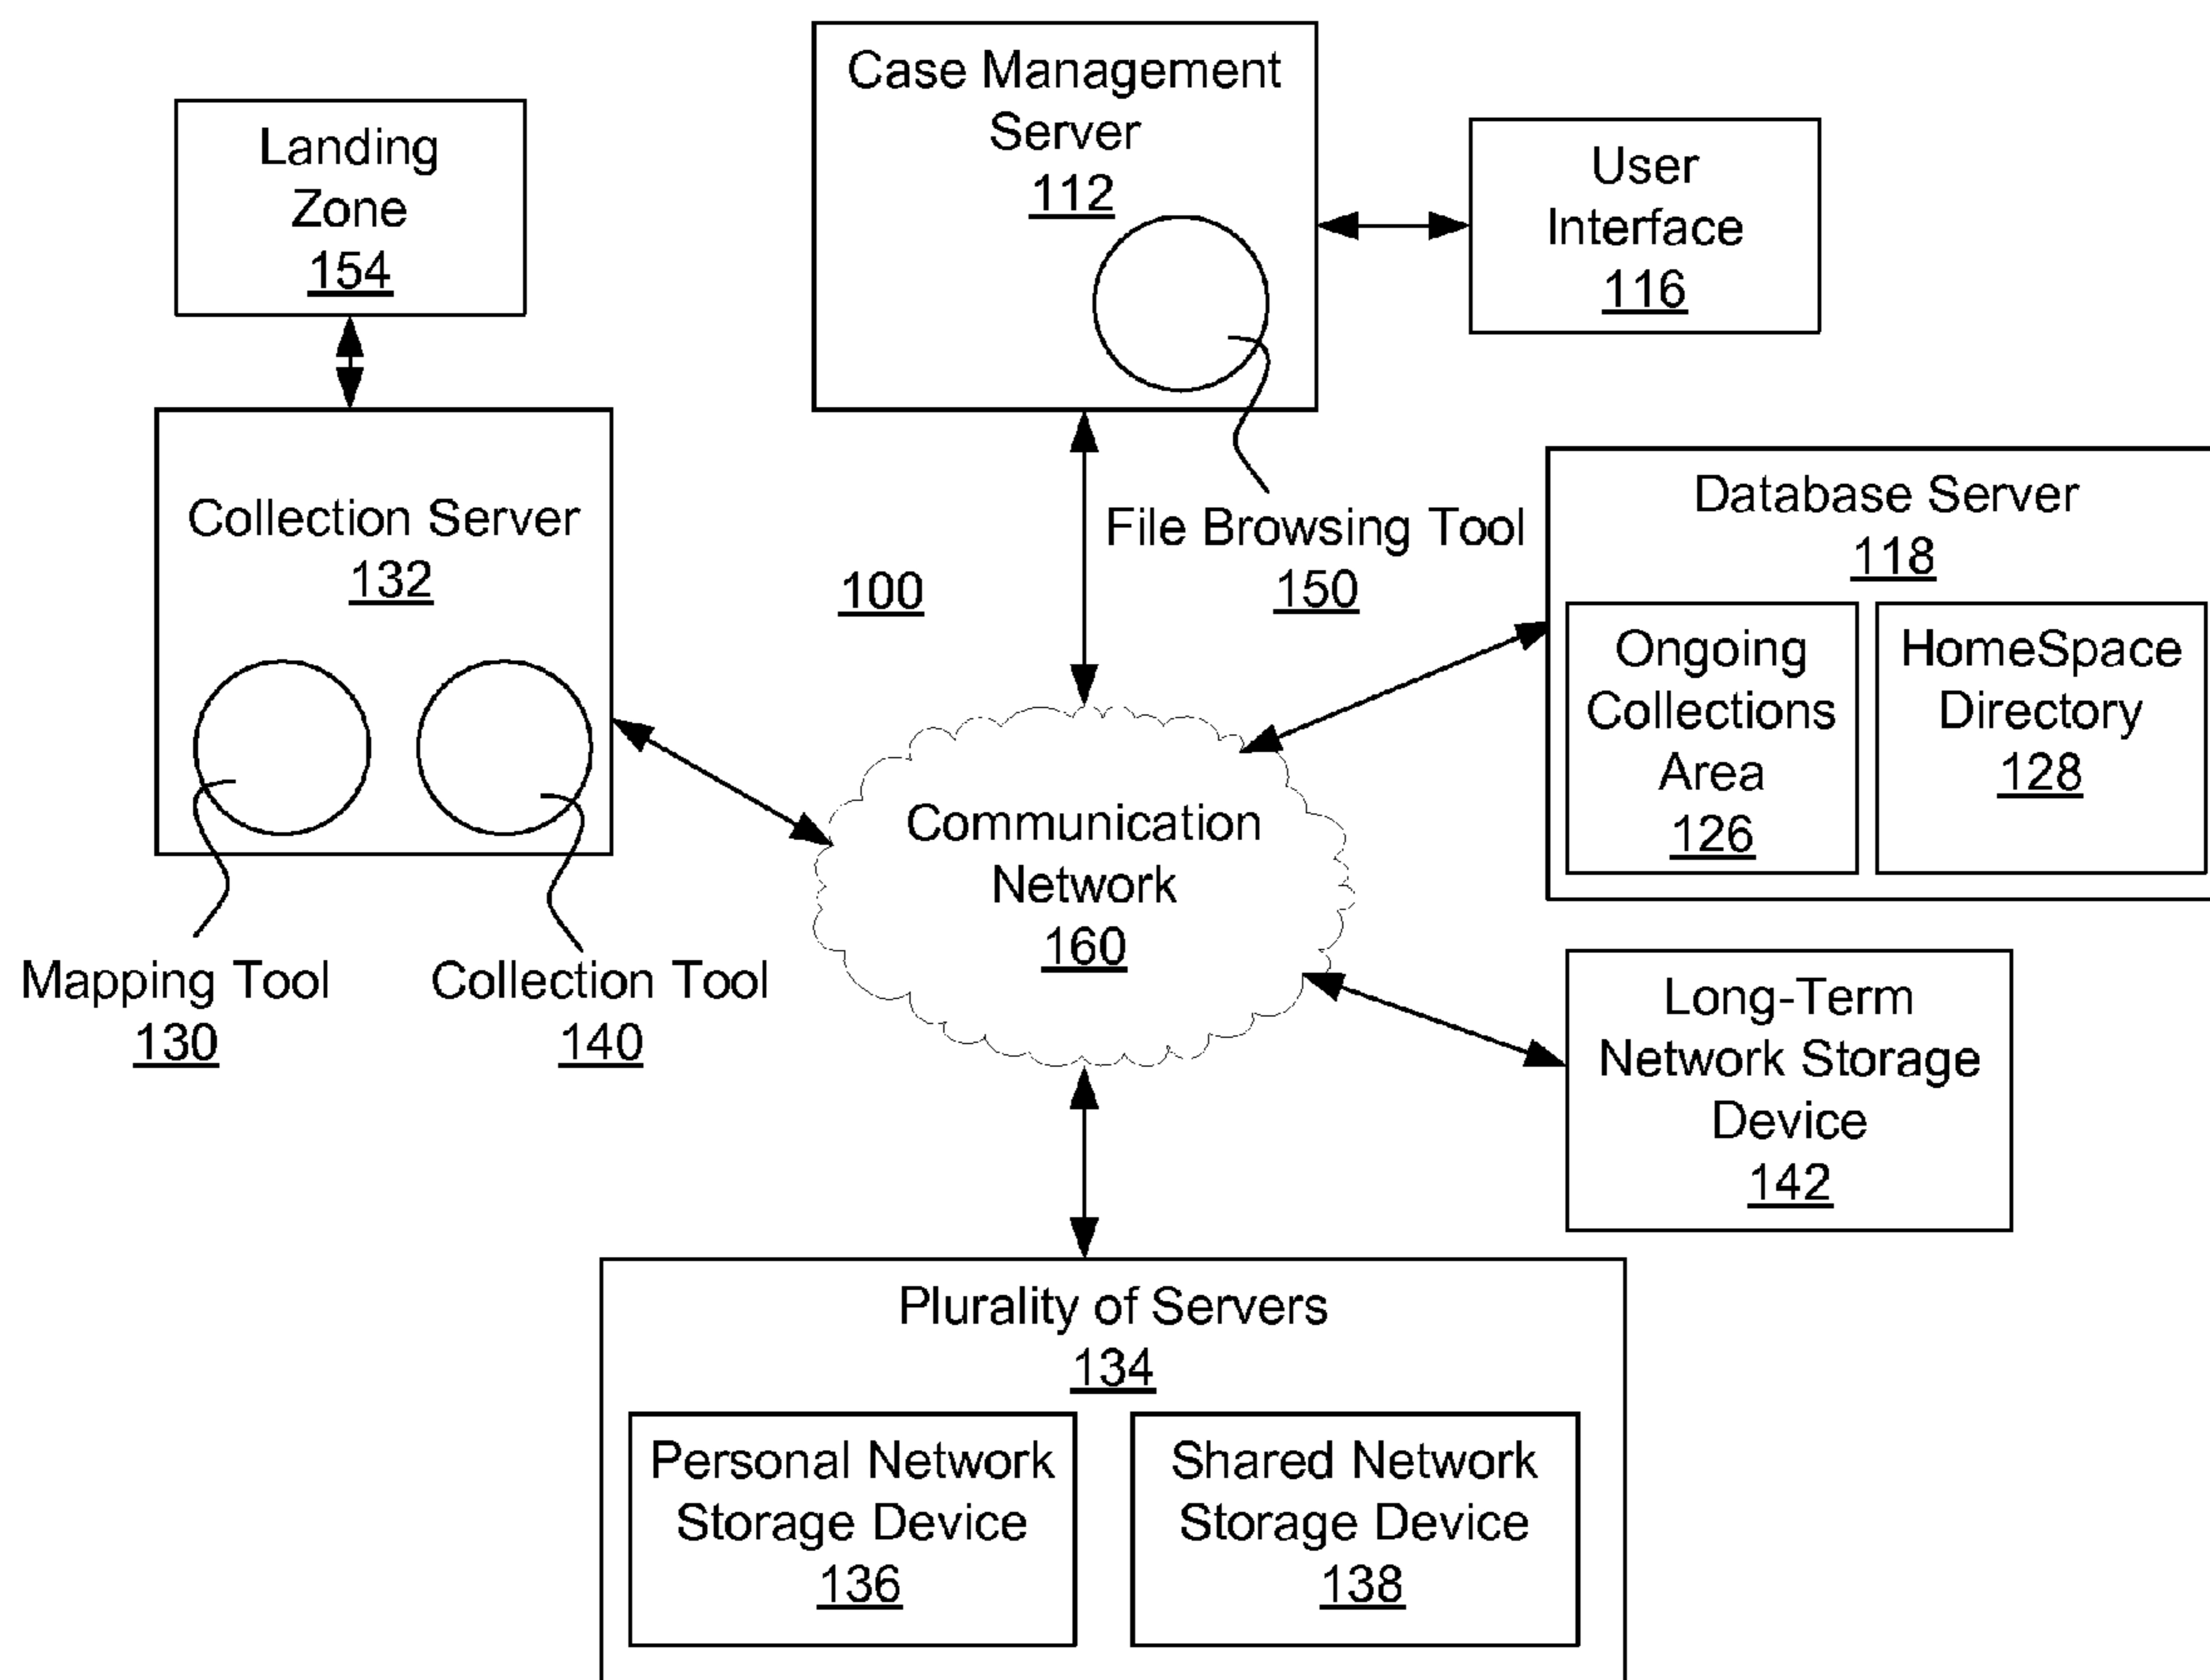 Case Management
Server
112
Landing
Zone
154
User
Interface
116
Collection Server
132
File Browsing Tool
150
100
Database Server
118
Ongoing
Collections
Area
126
HomeSpace
Directory
128
Communication
Network
160
Mapping Tool
130
Collection Tool
140
Long-Term
Network Storage
Device
142
Plurality of Servers
134
Personal Network
Storage Device
136
Shared Network
Storage Device
138